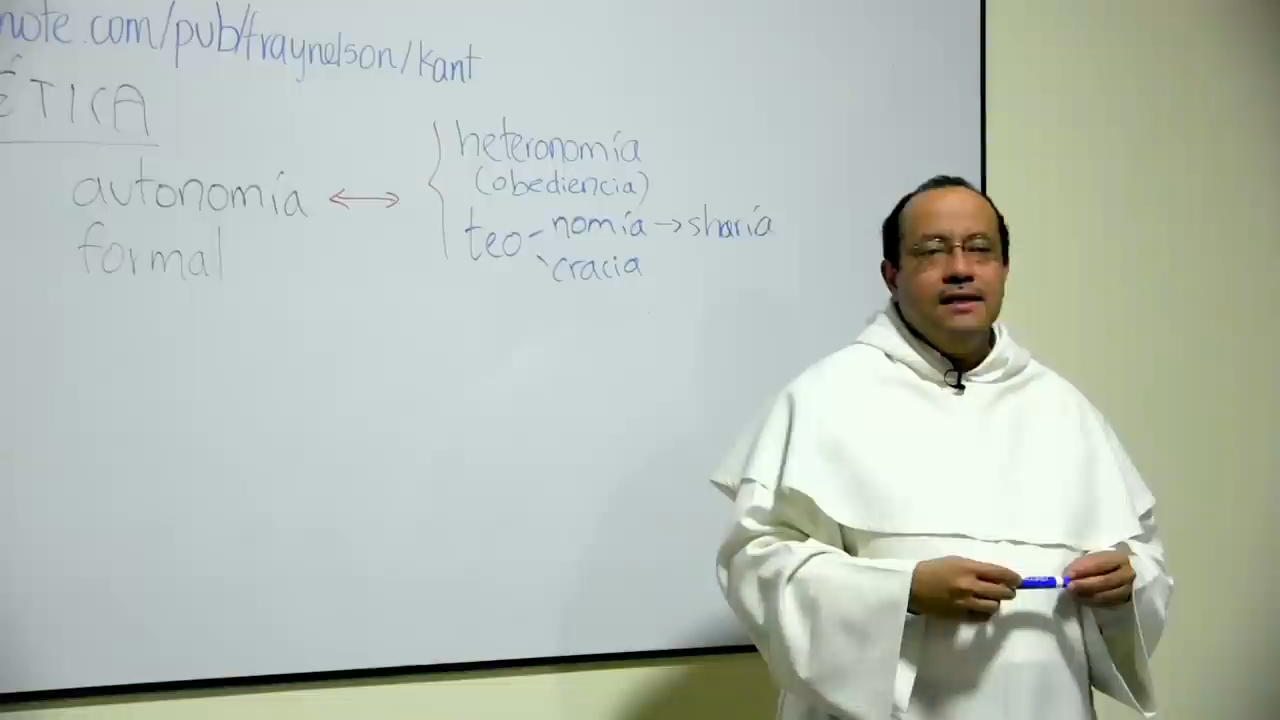 note.com/pub/fraynelson/kant
ÉTICA
autonomía ↔ { heteronomía
(obediencia)
formal
teo - nomía → sharía
cracia